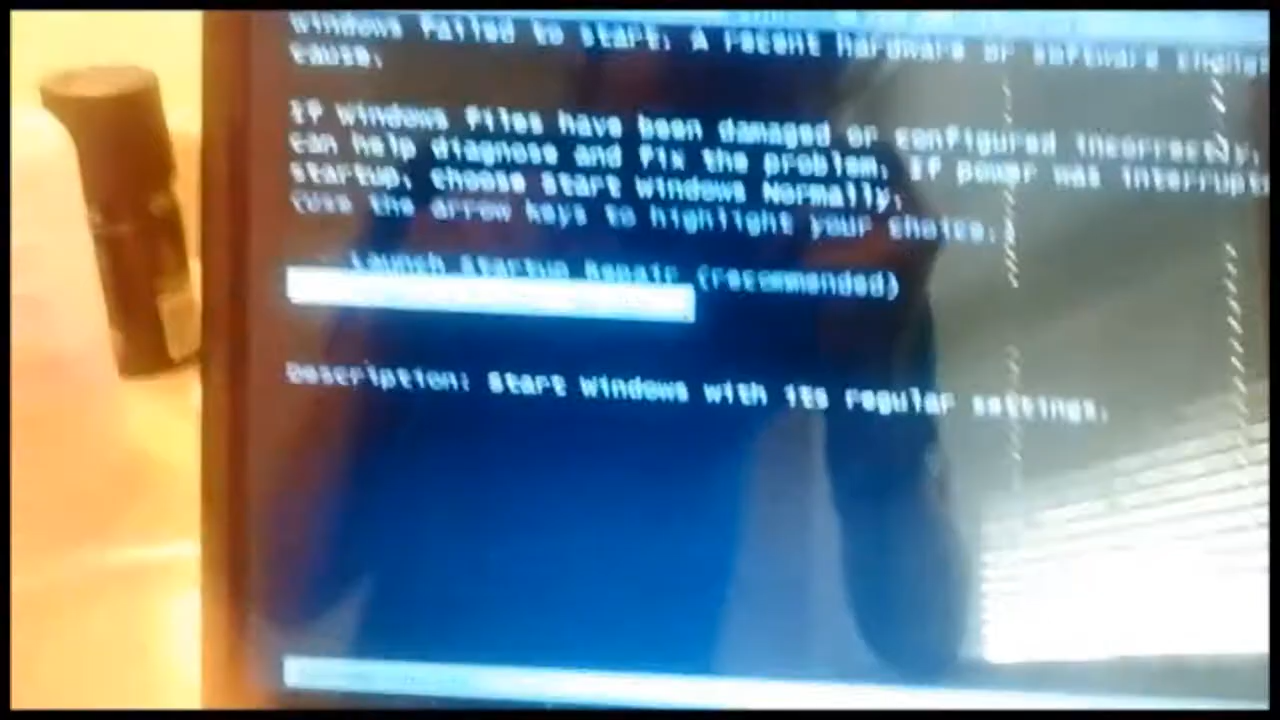 Windows failed to start. A recent hardware or software
cause.
If Windows files have been damaged or configured incorrectly,
can help diagnose and fix the problem. If power was
startup, choose Start Windows Normally.
(Use the arrow keys to highlight your choice.
Launch Startup Repair (recommended)
Description: Start Windows with its regular settings.